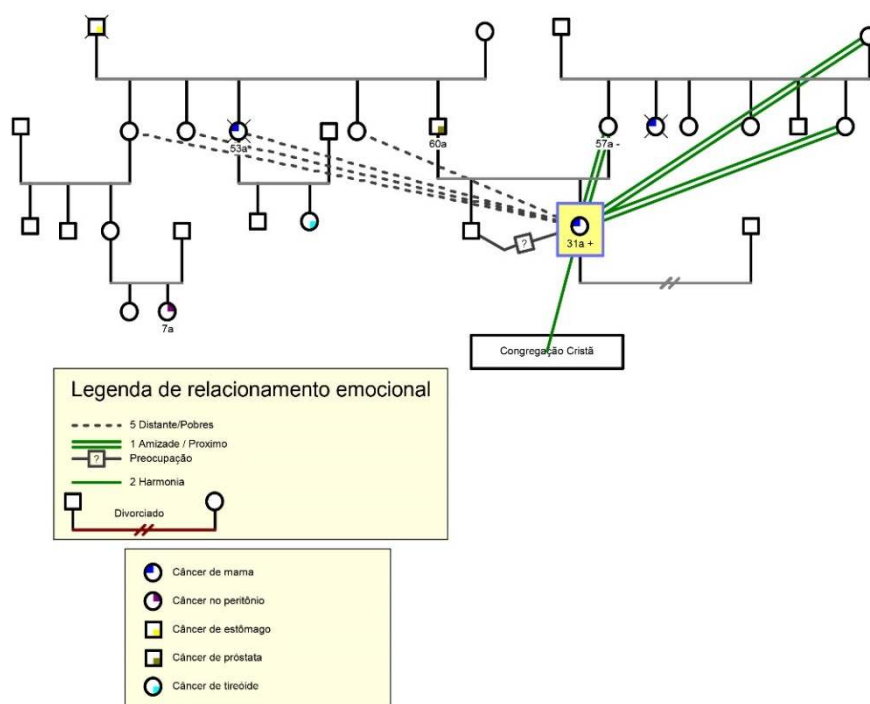 53a*
60a
57a -
?
31a +
7a
Congregação Cristã
Legenda de relacionamento emocional
5 Distante/Pobres
1 Amizade / Proximo
?
Preocupação
2 Harmonia
Divorciado
Câncer de mama
Câncer no peritônio
Câncer de estômago
Câncer de próstata
Câncer de tireóide